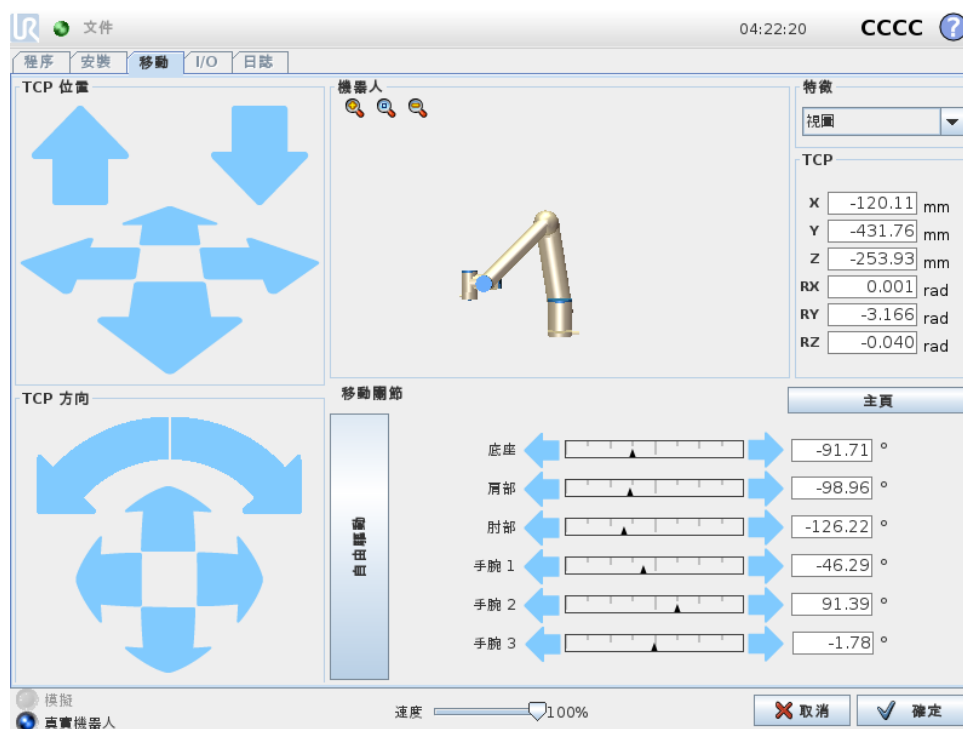 UR 文件 04:22:20 CCCC ?
程序 安裝 移動 I/O 日誌
TCP 位置
機器人
特徵
視圖
TCP
X -120.11 mm
Y -431.76 mm
Z -253.93 mm
RX 0.001 rad
RY -3.166 rad
RZ -0.040 rad
TCP 方向
移動關節
主頁
自由驅動
底座 -91.71 °
肩部 -98.96 °
肘部 -126.22 °
手腕 1 -46.29 °
手腕 2 91.39 °
手腕 3 -1.78 °
模擬
真實機器人
速度 100%
取消
確定